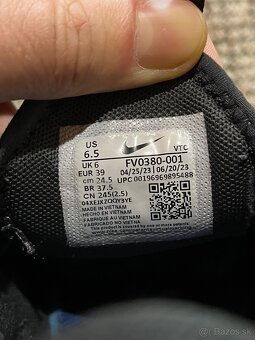 US 6.5
VTC
UK 6
FV0380-001
EUR 39
04/25/23 06/20/23
cm 24.5
UPC 00196969895488
BR 37.5
CN 245(2.5)
04XEJXZQQY5YE
MADE IN VIETNAM
HECHO EN VIETNAM
FABRIQUE AU VIETNAM
Bazos.sk